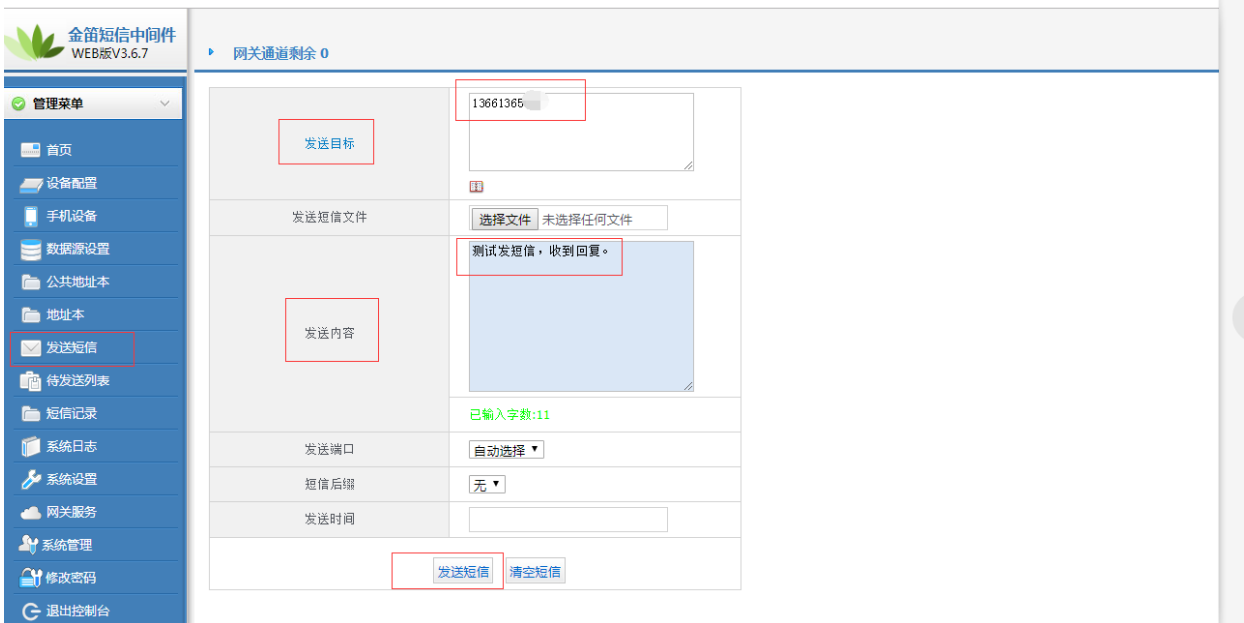 金笛短信中间件
WEB版V3.6.7
网关通道剩余 0
管理菜单
首页
设备配置
手机设备
数据源设置
公共地址本
地址本
发送短信
待发送列表
短信记录
系统日志
系统设置
网关服务
系统管理
修改密码
退出控制台
发送目标
13661365
发送短信文件
选择文件 未选择任何文件
发送内容
测试发短信，收到回复。
已输入字数:11
发送端口
自动选择
短信后缀
无
发送时间
发送短信 清空短信